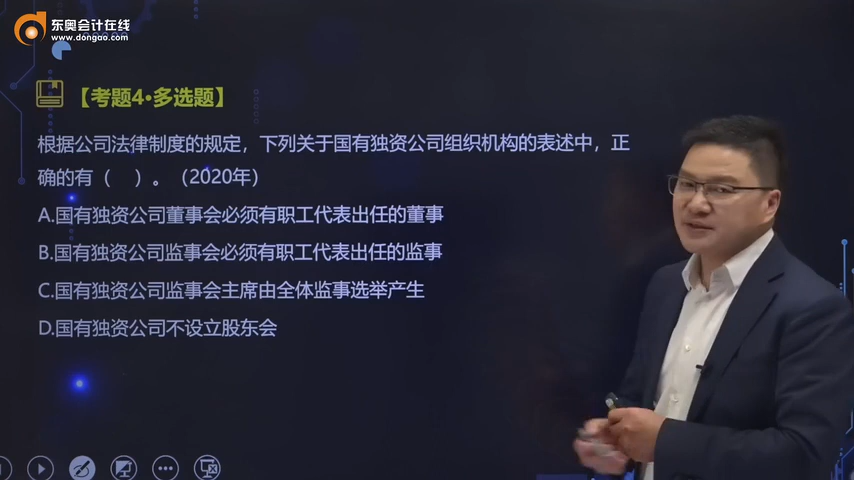 东奥会计在线
www.dongao.com
【考题4·多选题】
根据公司法律制度的规定，下列关于国有独资公司组织机构的表述中，正
确的有（　）。（2020年）
A.国有独资公司董事会必须有职工代表出任的董事
B.国有独资公司监事会必须有职工代表出任的监事
C.国有独资公司监事会主席由全体监事选举产生
D.国有独资公司不设立股东会